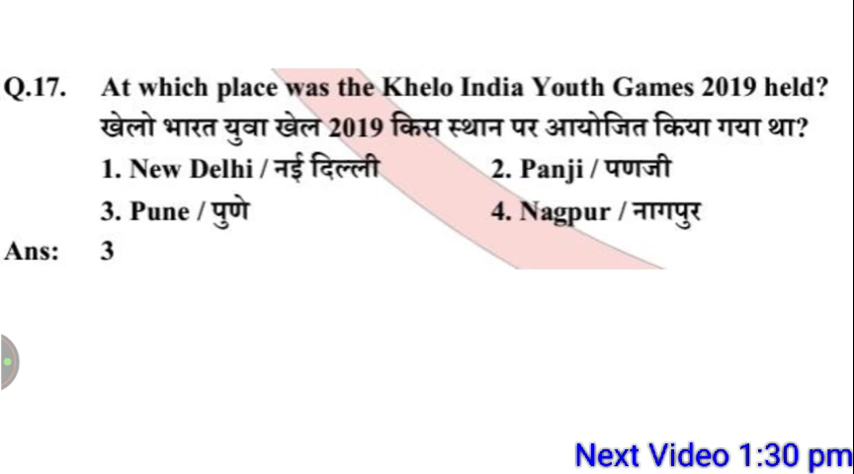 Q.17. At which place was the Khelo India Youth Games 2019 held?
खेलो भारत युवा खेल 2019 किस स्थान पर आयोजित किया गया था?
1. New Delhi / नई दिल्ली 2. Panji / पणजी
3. Pune / पुणे 4. Nagpur / नागपुर
Ans: 3
Next Video 1:30 pm